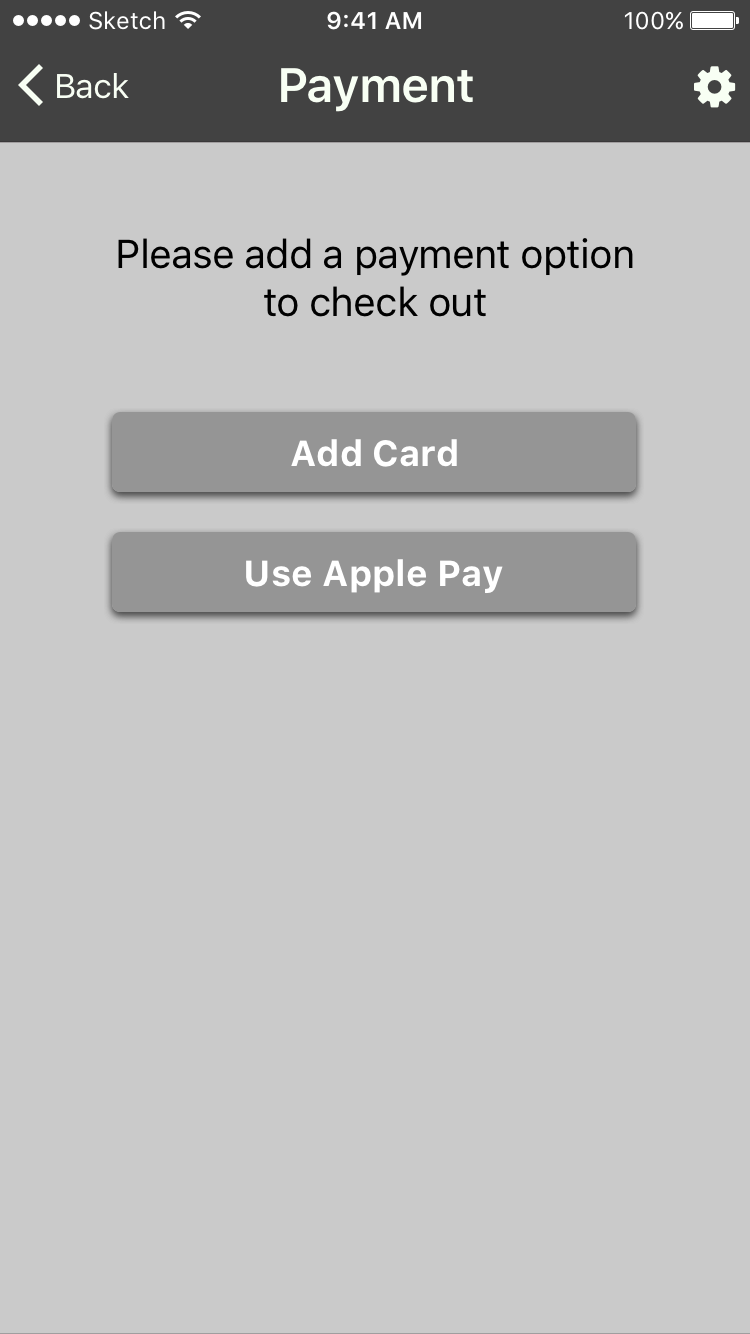 Sketch 9:41 AM 100%
Back Payment
Please add a payment option
to check out
Add Card
Use Apple Pay